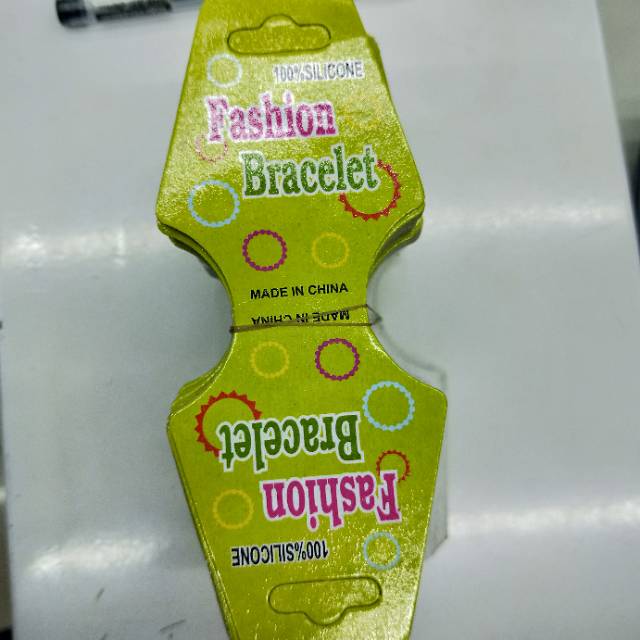 100%SILICONE
Fashion
Bracelet
MADE IN CHINA
MADE IN CHINA
Bracelet
Fashion
100%SILICONE